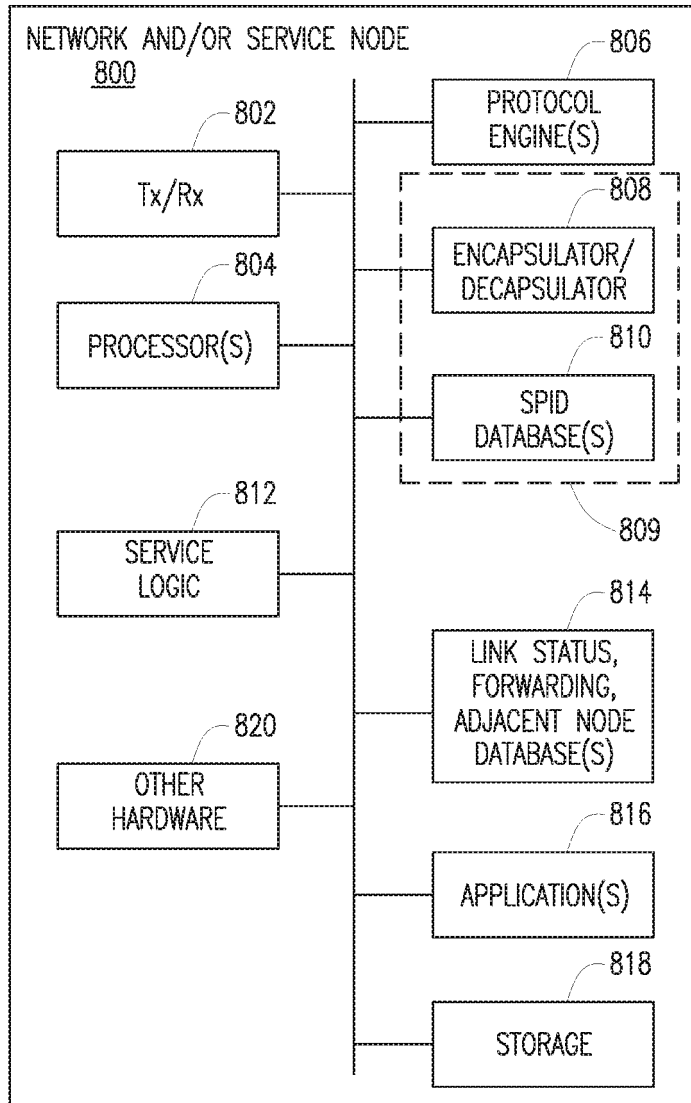 NETWORK AND/OR SERVICE NODE
800
802
Tx/Rx
804
PROCESSOR(S)
812
SERVICE
LOGIC
820
OTHER
HARDWARE
806
PROTOCOL
ENGINE(S)
808
ENCAPSULATOR/
DECAPSULATOR
810
SPID
DATABASE(S)
809
814
LINK STATUS,
FORWARDING,
ADJACENT NODE
DATABASE(S)
816
APPLICATION(S)
818
STORAGE